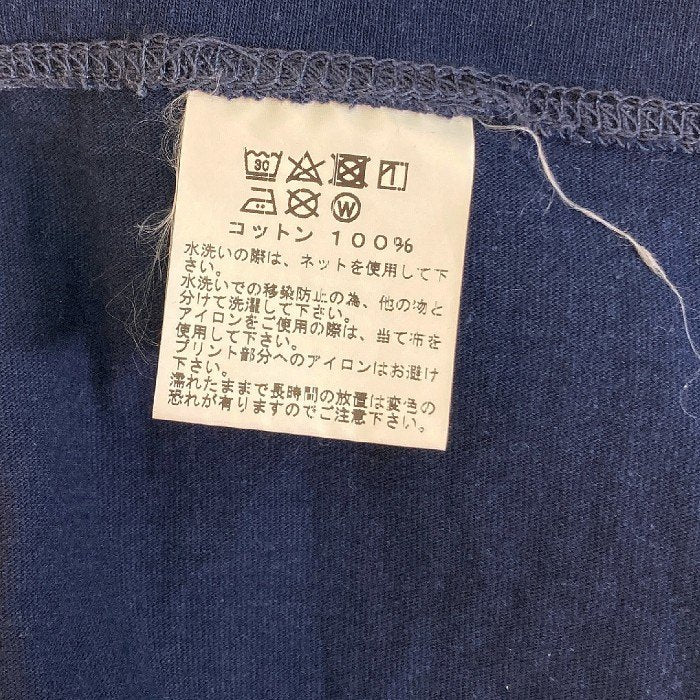 30
W
コットン 100%
水洗いの際は、ネットを使用して下
さい。
水洗いでの移染防止の為、他の物と
分けて洗濯して下さい。
アイロンをご使用の際は、当て布を
使用して下さい。
プリント部分へのアイロンはお避け
下さい。
濡れたままで長時間の放置は変色の
恐れが有りますのでご注意下さい。